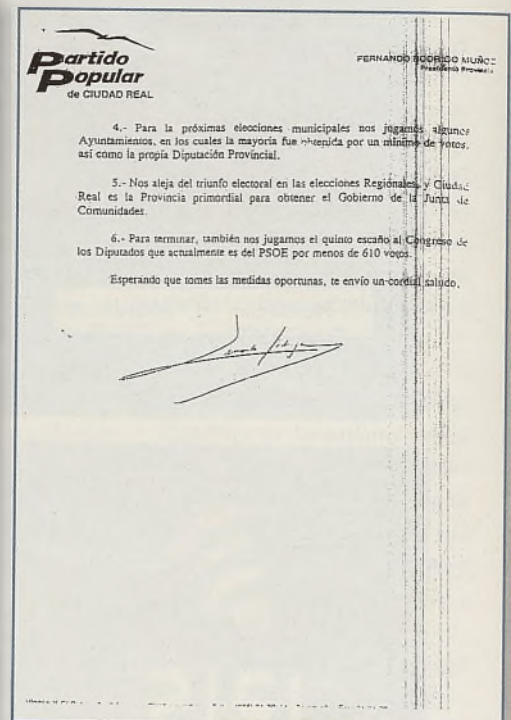 Partido
Popular
de CIUDAD REAL
FERNANDO RODRIGO MUÑOZ
Presidente Provincial
4.- Para la próximas elecciones municipales nos jugamos algunos
Ayuntamientos, en los cuales la mayoría fue obtenida por un mínimo de votos,
así como la propia Diputación Provincial.
5.- Nos aleja del triunfo electoral en las elecciones Regionales, y Ciudad
Real es la Provincia primordial para obtener el Gobierno de la Junta de
Comunidades.
6.- Para terminar, también nos jugamos el quinto escaño al Congreso de
los Diputados que actualmente es del PSOE por menos de 610 votos.
Esperando que tomes las medidas oportunas, te envío un cordial saludo,